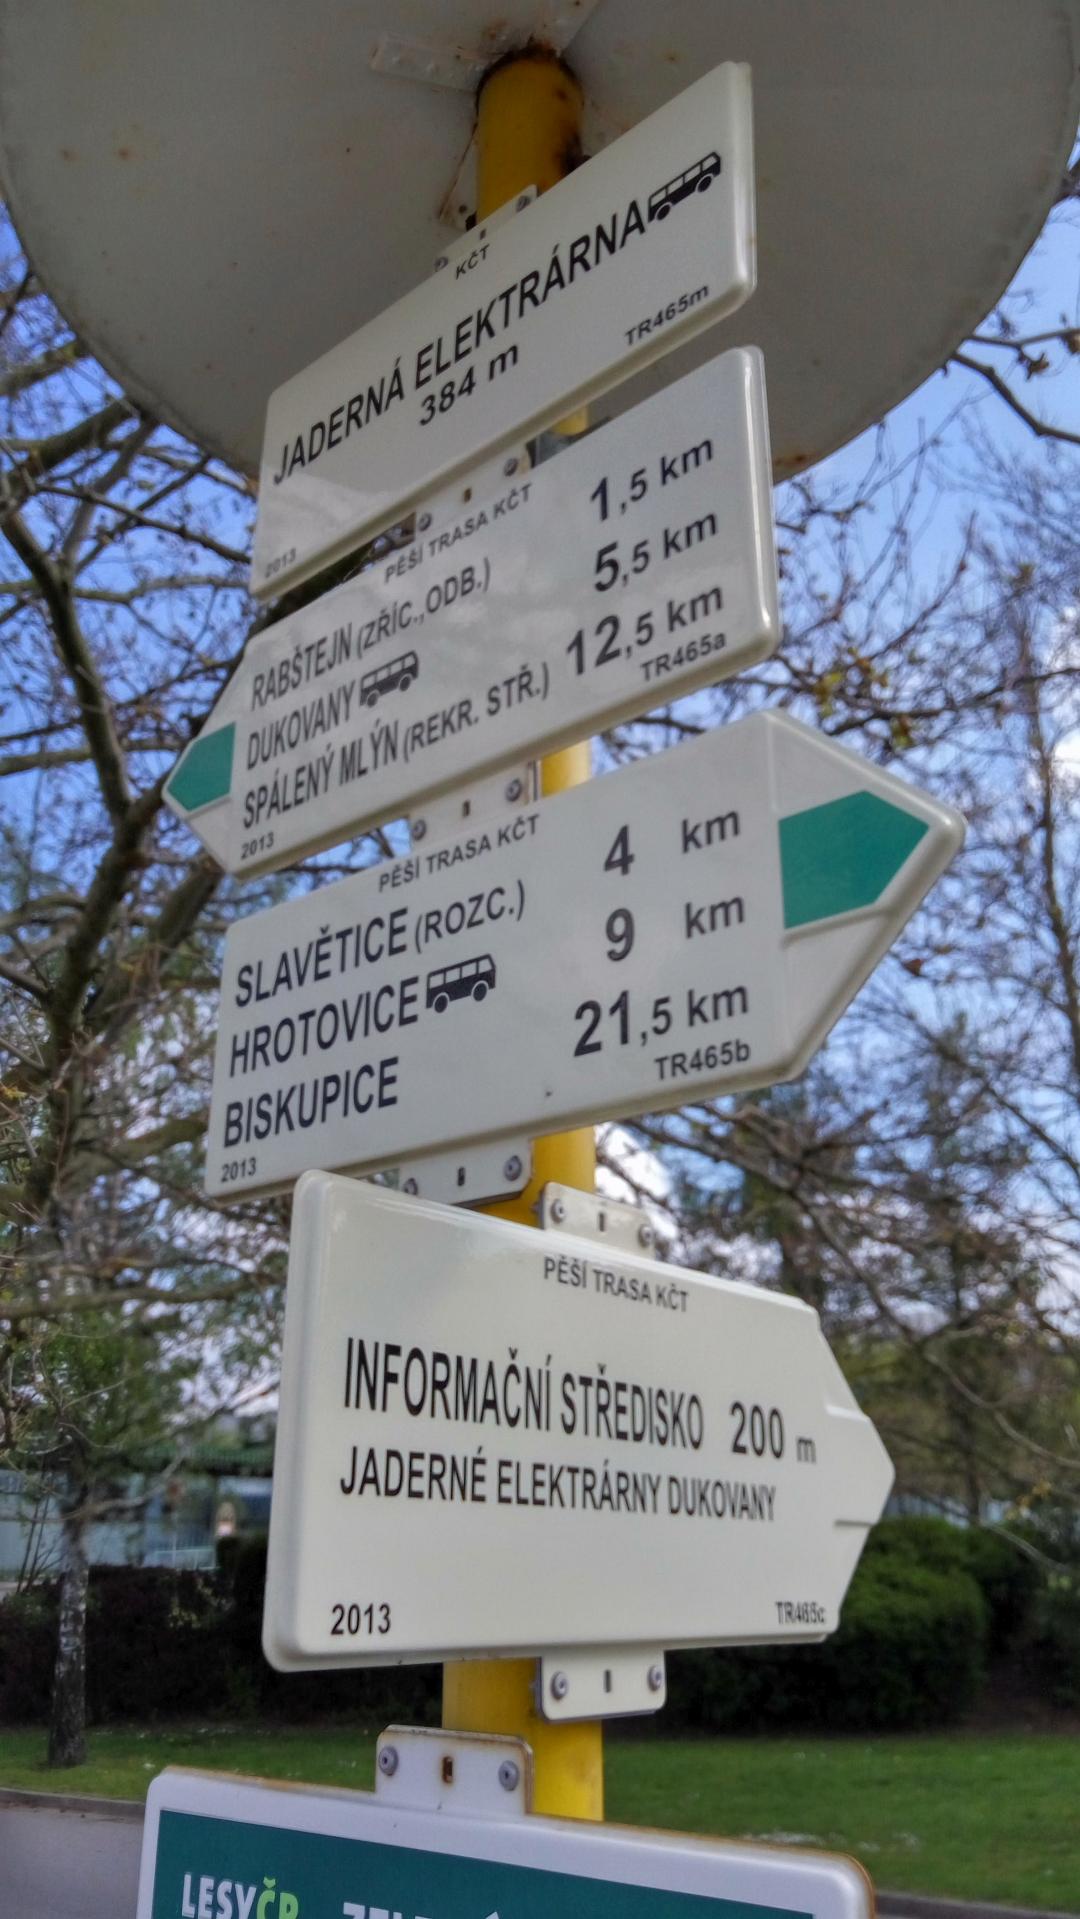 KČT
JADERNÁ ELEKTRÁRNA
384 m
2013 TR465m
PĚŠÍ TRASA KČT
RABŠTEJN (ZŘÍC.,ODB.) 1,5 km
DUKOVANY 5,5 km
SPÁLENÝ MLÝN (REKR. STŘ.) 12,5 km
2013 TR465a
PĚŠÍ TRASA KČT
SLAVĚTICE (ROZC.) 4 km
HROTOVICE 9 km
BISKUPICE 21,5 km
2013 TR465b
PĚŠÍ TRASA KČT
INFORMAČNÍ STŘEDISKO 200 m
JADERNÉ ELEKTRÁRNY DUKOVANY
2013 TR465c
LESYČR